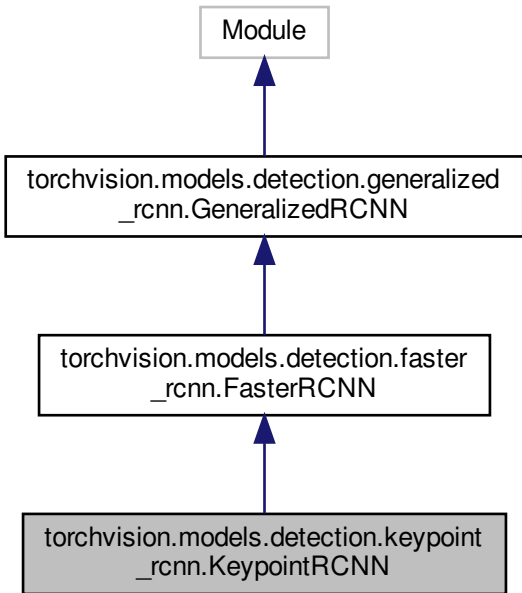 Module
torchvision.models.detection.generalized
_rcnn.GeneralizedRCNN
torchvision.models.detection.faster
_rcnn.FasterRCNN
torchvision.models.detection.keypoint
_rcnn.KeypointRCNN